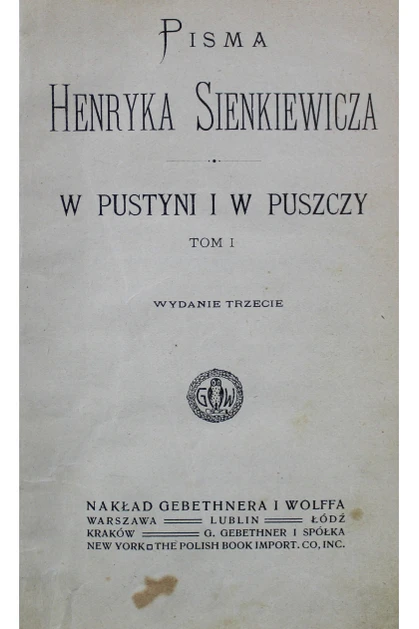 PISMA
HENRYKA SIENKIEWICZA
W PUSTYNI I W PUSZCZY
TOM I
WYDANIE TRZECIE
G W
NAKŁAD GEBETHNERA I WOLFFA
WARSZAWA LUBLIN ŁÓDŹ
KRAKÓW G. GEBETHNER I SPÓŁKA
NEW YORK THE POLISH BOOK IMPORT. CO, INC.